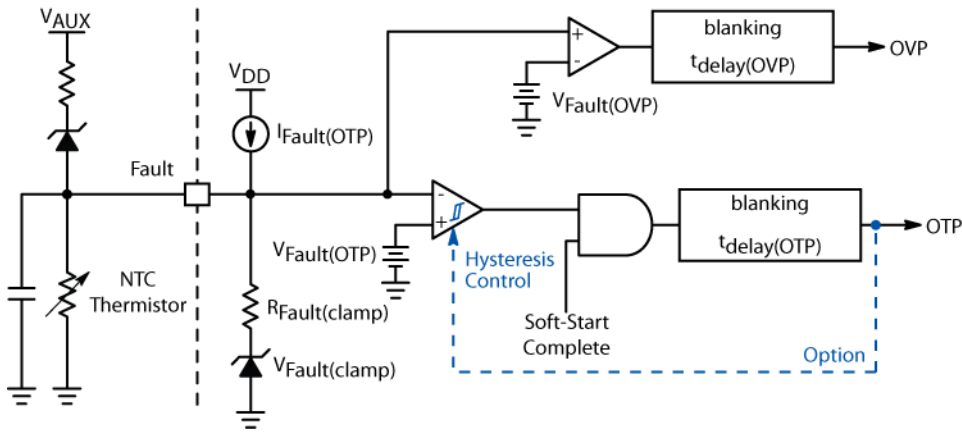 VAUX
VDD
IFault(OTP)
Fault
NTC
Thermistor
RFault(clamp)
VFault(clamp)
+
-
VFault(OVP)
blanking
tdelay(OVP)
OVP
-
+
VFault(OTP)
Hysteresis
Control
Soft-Start
Complete
blanking
tdelay(OTP)
OTP
Option